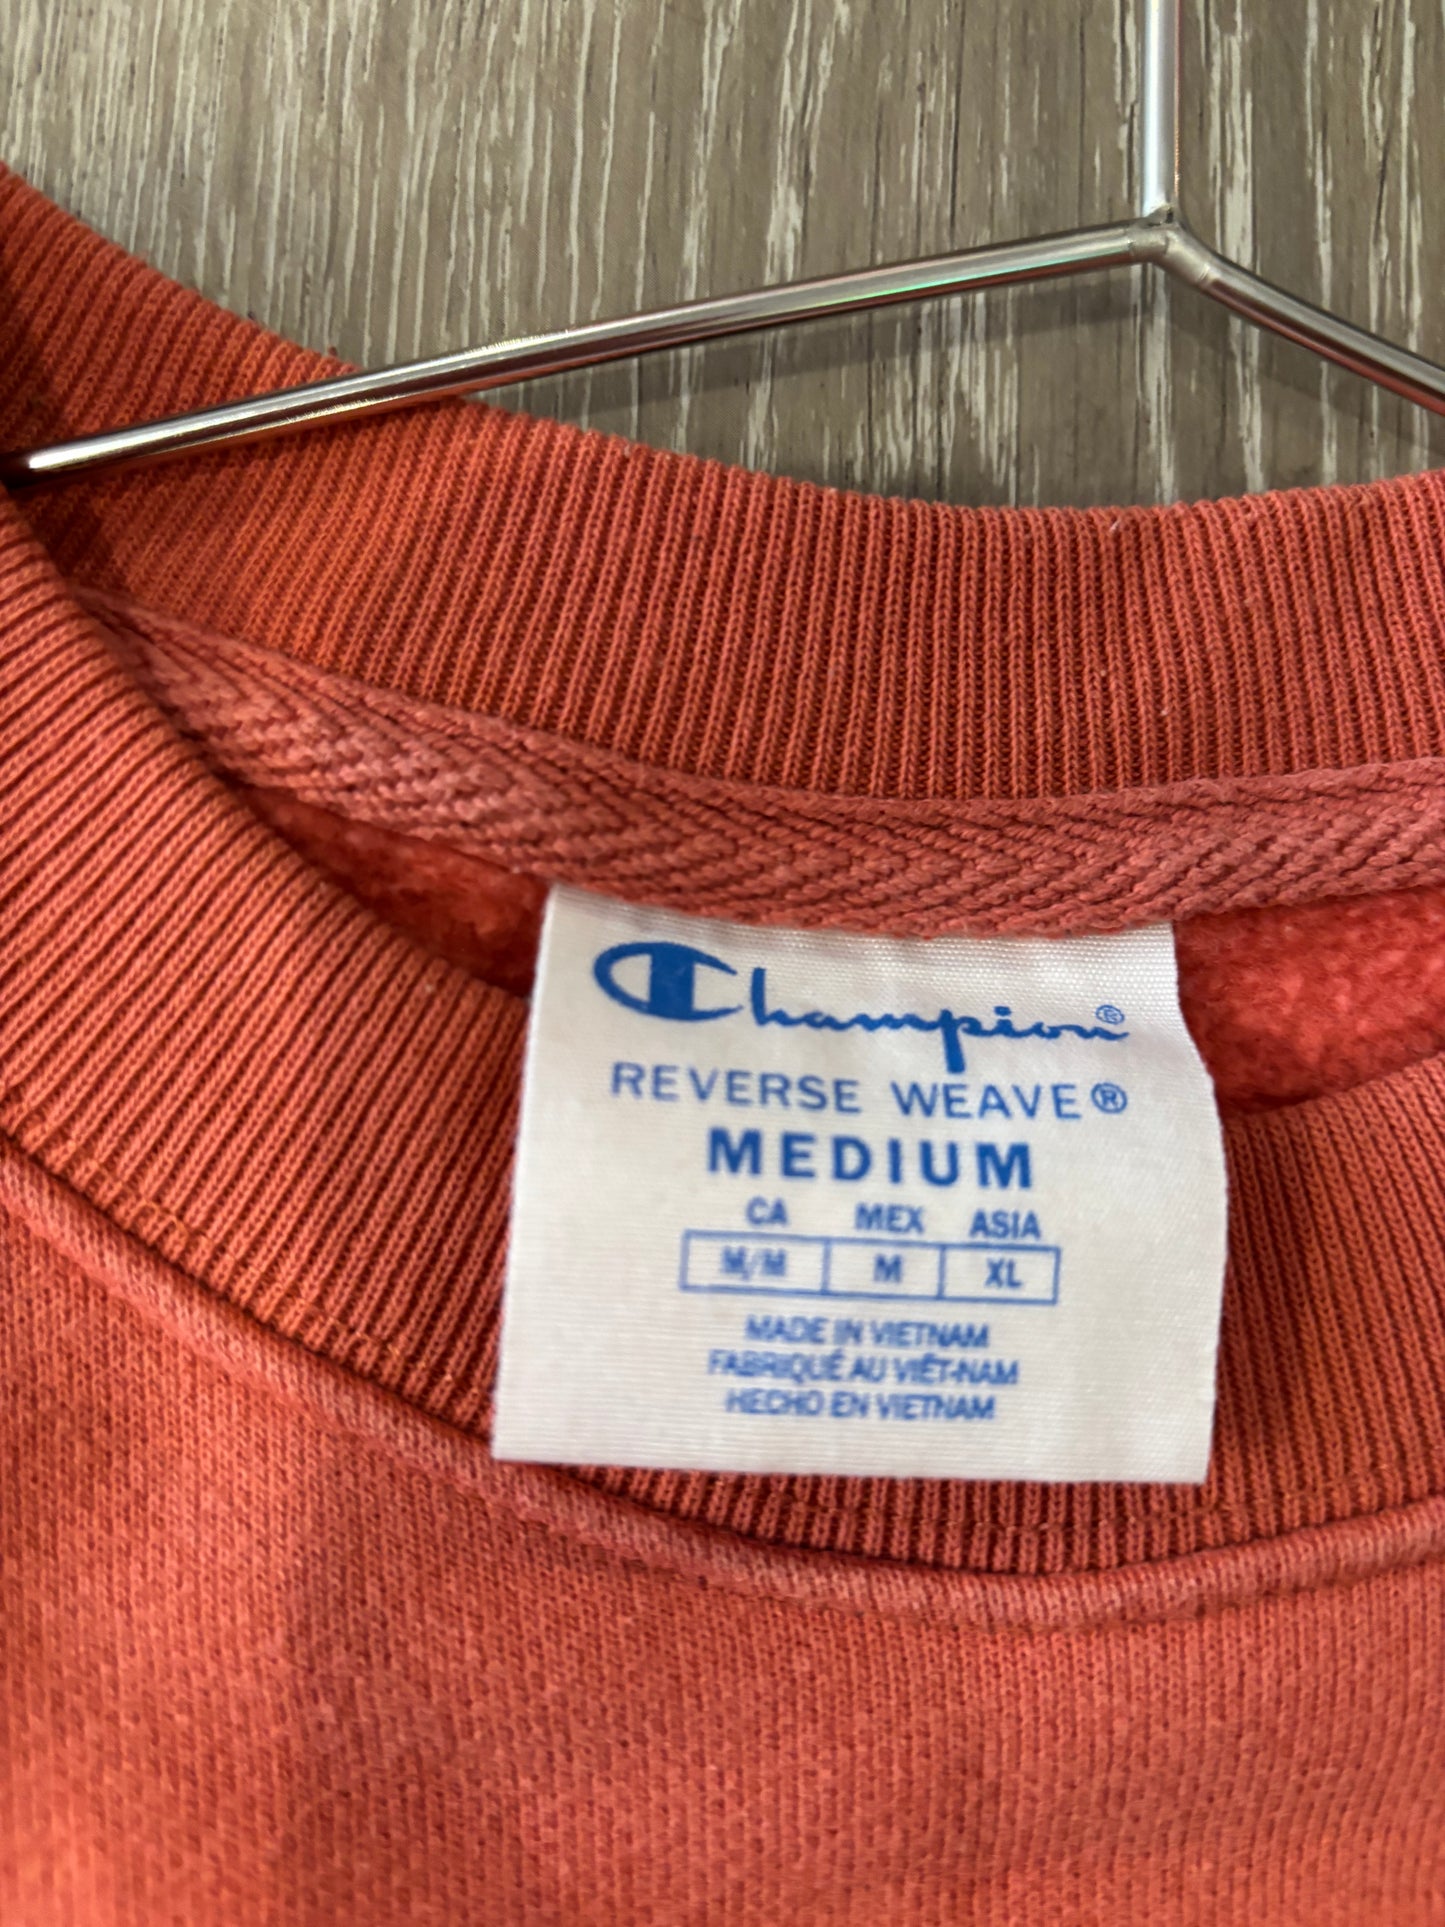 Champion®
REVERSE WEAVE®
MEDIUM
CA MEX ASIA
M/M M XL
MADE IN VIETNAM
FABRIQUÉ AU VIÊT-NAM
HECHO EN VIETNAM